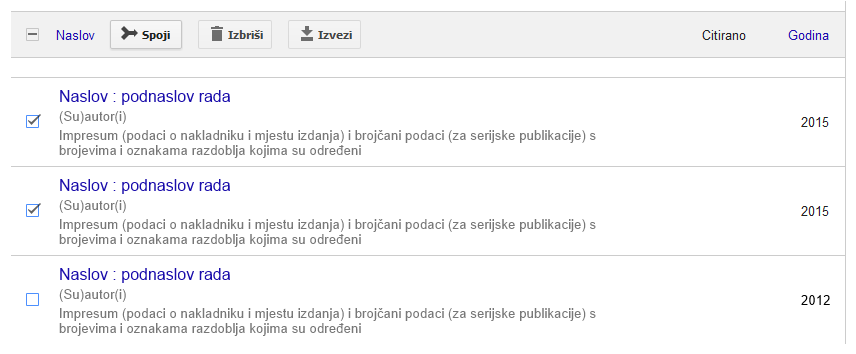 Naslov Spoji Izbriši Izvezi Citirano Godina
Naslov : podnaslov rada
(Su)autor(i)
Impresum (podaci o nakladniku i mjestu izdanja) i brojčani podaci (za serijske publikacije) s
brojevima i oznakama razdoblja kojima su određeni
2015
Naslov : podnaslov rada
(Su)autor(i)
Impresum (podaci o nakladniku i mjestu izdanja) i brojčani podaci (za serijske publikacije) s
brojevima i oznakama razdoblja kojima su određeni
2015
Naslov : podnaslov rada
(Su)autor(i)
Impresum (podaci o nakladniku i mjestu izdanja) i brojčani podaci (za serijske publikacije) s
brojevima i oznakama razdoblja kojima su određeni
2012